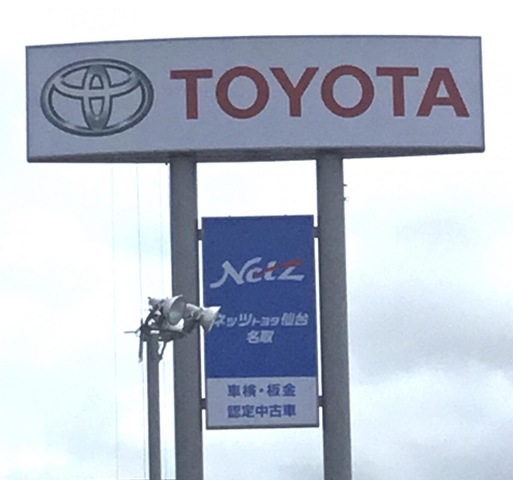 TOYOTA
Netz
ネッツトヨタ仙台
名取
車検・板金
認定中古車